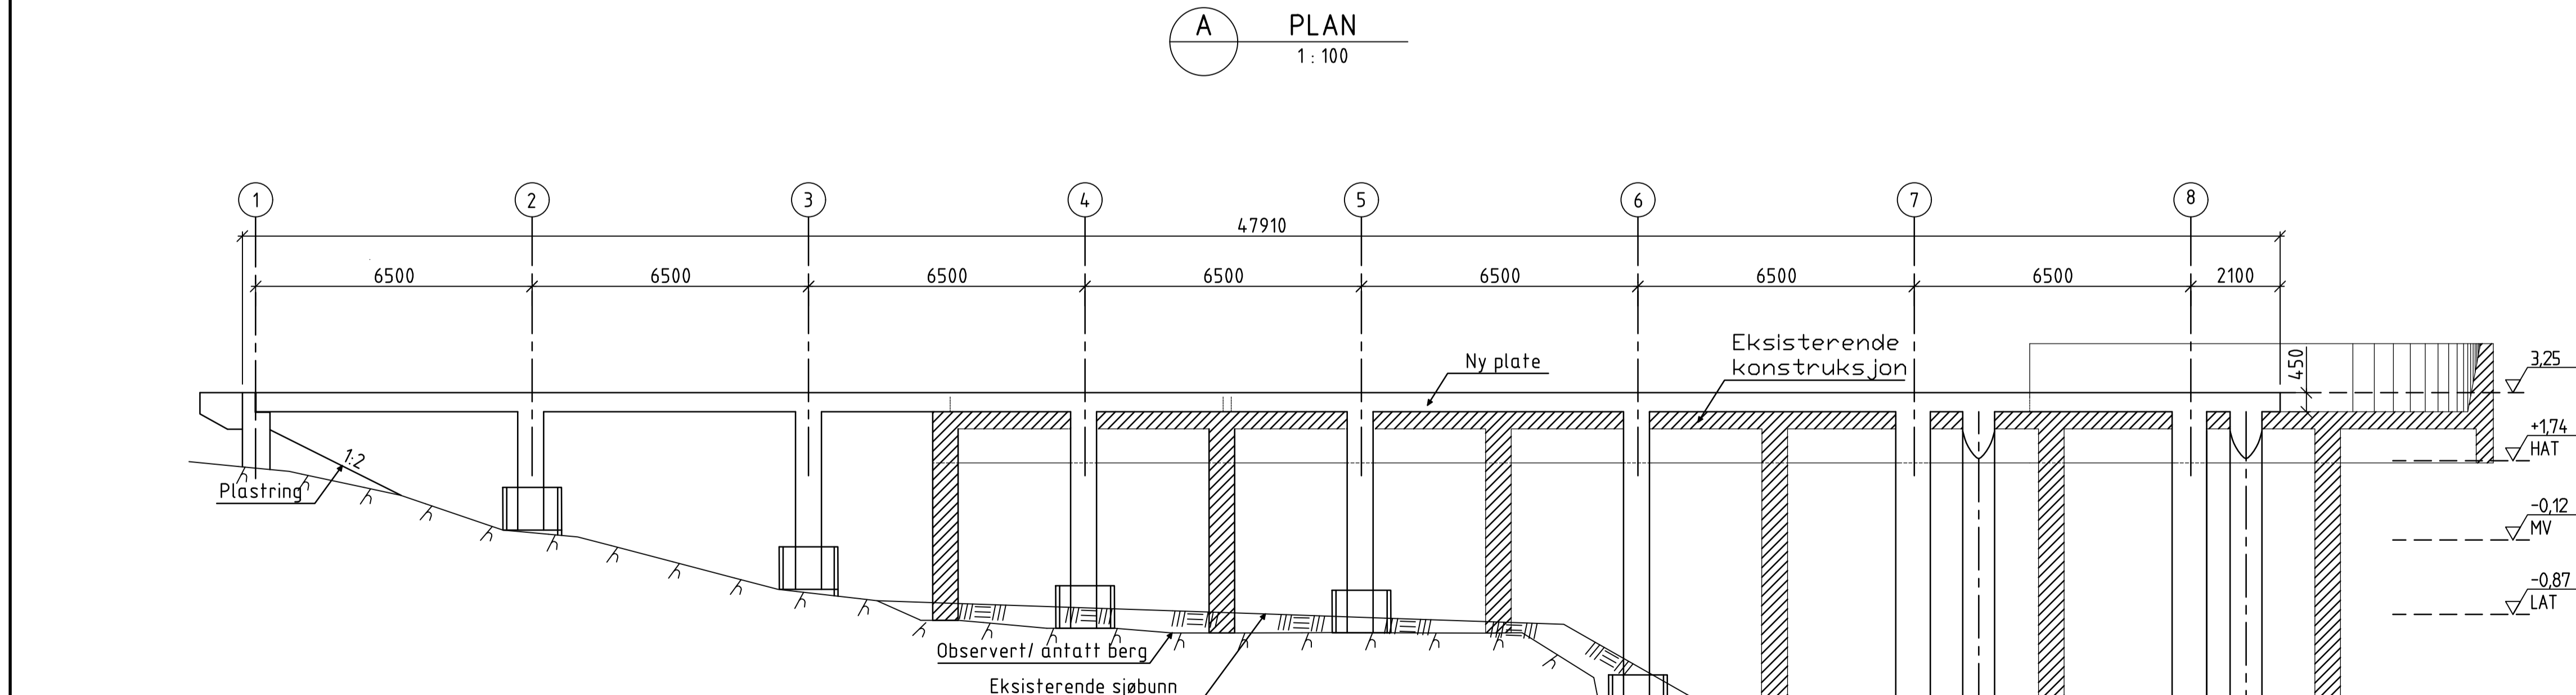 A PLAN
1 : 100
1 2 3 4 5 6 7 8
47910
6500 6500 6500 6500 6500 6500 6500 2100
Eksisterende
konstruksjon
Ny plate
450
3,25
+1,74
HAT
1:2
Plastring
-0,12
MV
-0,87
LAT
Observert/ antatt berg
Eksisterende sjøbunn